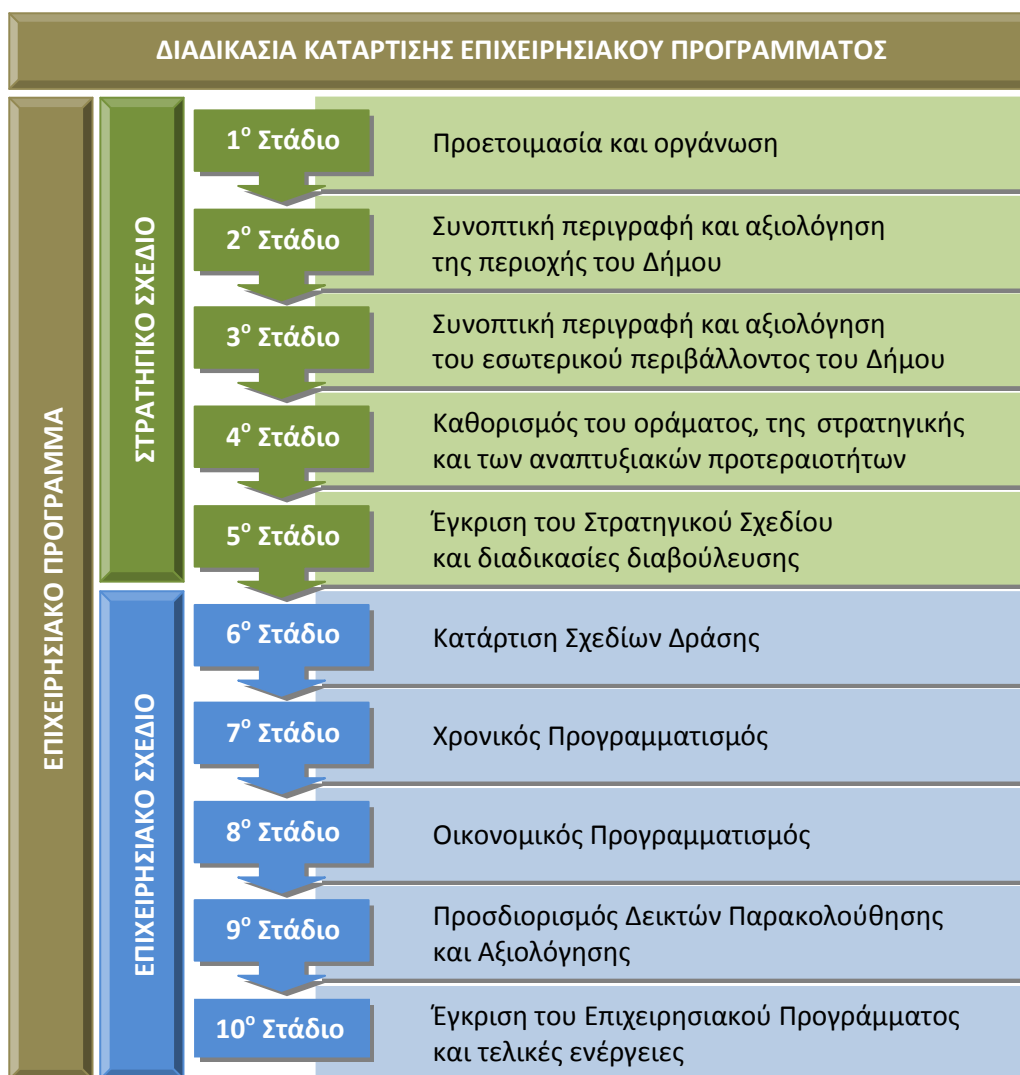 ΔΙΑΔΙΚΑΣΙΑ ΚΑΤΑΡΤΙΣΗΣ ΕΠΙΧΕΙΡΗΣΙΑΚΟΥ ΠΡΟΓΡΑΜΜΑΤΟΣ
ΕΠΙΧΕΙΡΗΣΙΑΚΟ ΠΡΟΓΡΑΜΜΑ
ΣΤΡΑΤΗΓΙΚΟ ΣΧΕΔΙΟ
1ο Στάδιο
Προετοιμασία και οργάνωση
2ο Στάδιο
Συνοπτική περιγραφή και αξιολόγηση
της περιοχής του Δήμου
3ο Στάδιο
Συνοπτική περιγραφή και αξιολόγηση
του εσωτερικού περιβάλλοντος του Δήμου
4ο Στάδιο
Καθορισμός του οράματος, της στρατηγικής
και των αναπτυξιακών προτεραιοτήτων
5ο Στάδιο
Έγκριση του Στρατηγικού Σχεδίου
και διαδικασίες διαβούλευσης
ΕΠΙΧΕΙΡΗΣΙΑΚΟ ΣΧΕΔΙΟ
6ο Στάδιο
Κατάρτιση Σχεδίων Δράσης
7ο Στάδιο
Χρονικός Προγραμματισμός
8ο Στάδιο
Οικονομικός Προγραμματισμός
9ο Στάδιο
Προσδιορισμός Δεικτών Παρακολούθησης
και Αξιολόγησης
10ο Στάδιο
Έγκριση του Επιχειρησιακού Προγράμματος
και τελικές ενέργειες